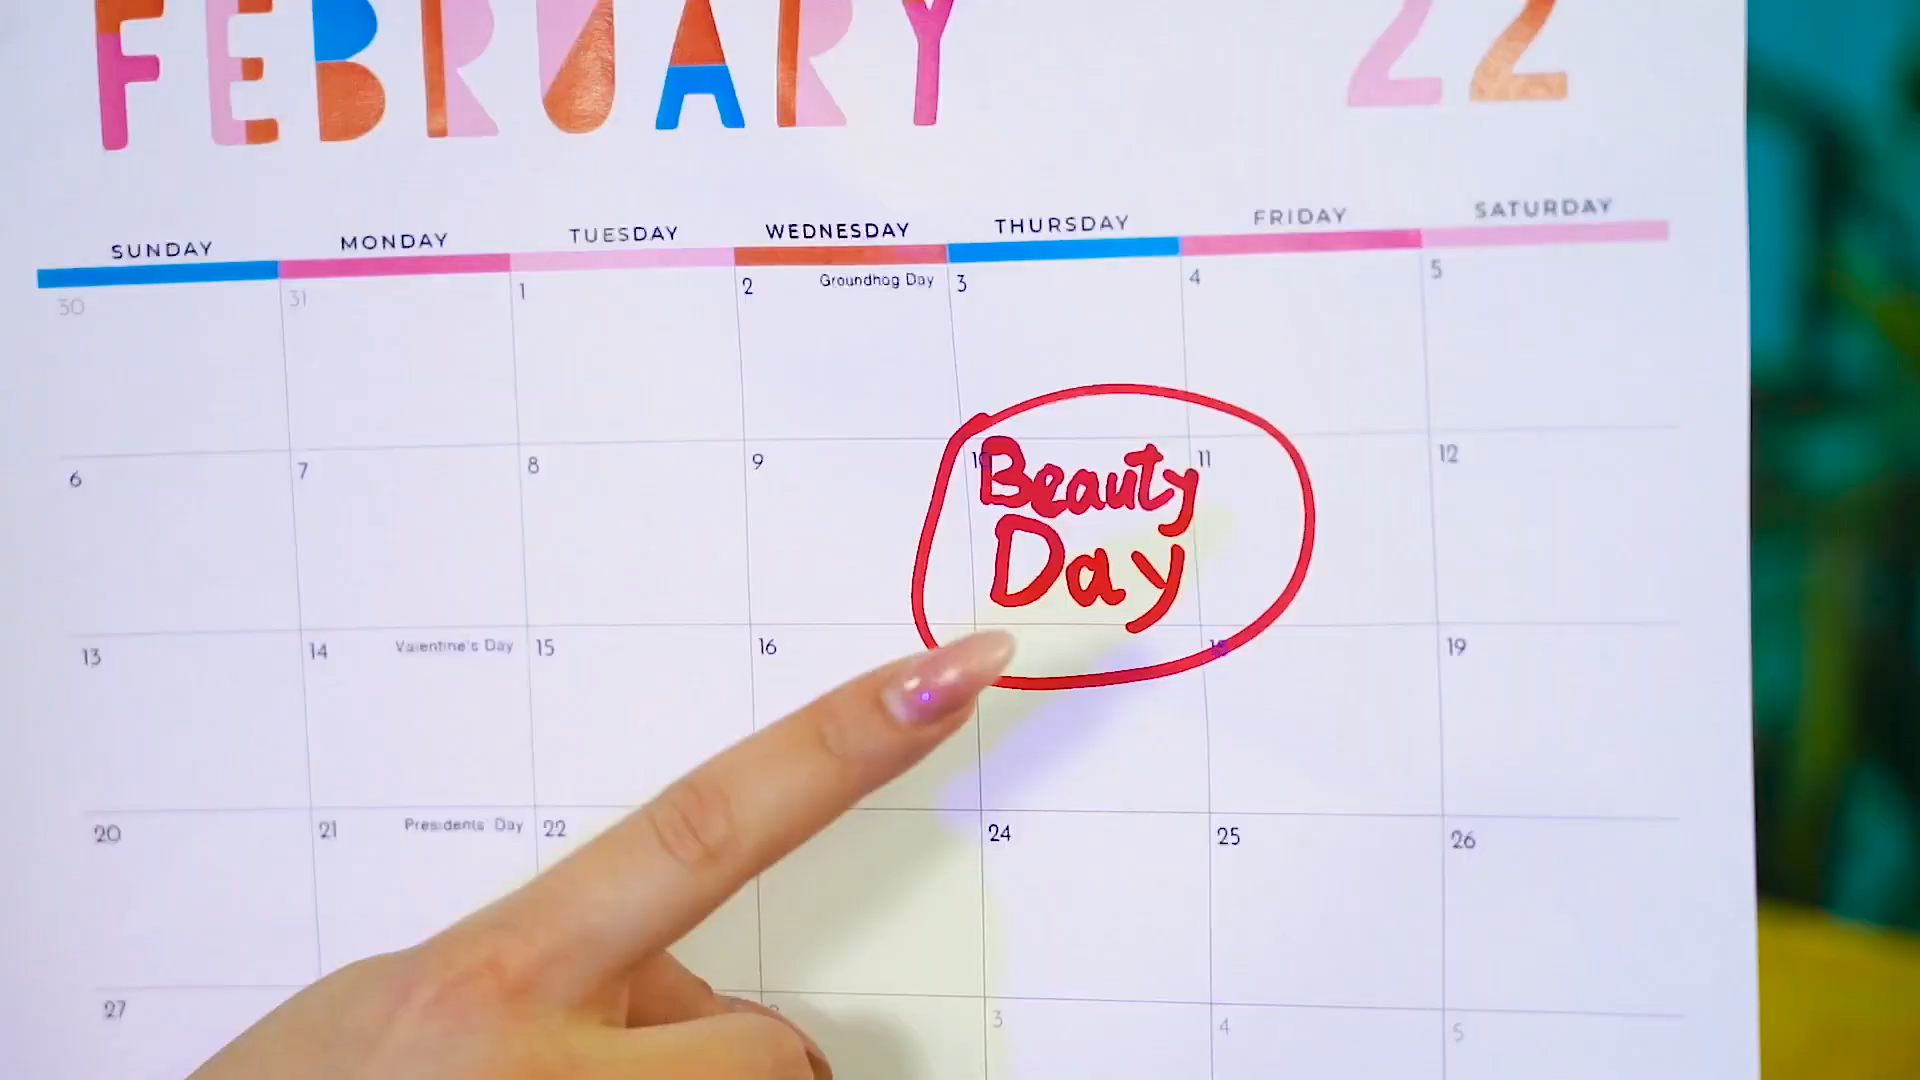 FEBRUARY 22
SUNDAY MONDAY TUESDAY WEDNESDAY THURSDAY FRIDAY SATURDAY
30 31 1 2 Groundhog Day 3 4 5
6 7 8 9 10 11 12
Beauty
Day
13 14 Valentine's Day 15 16 18 19
20 21 Presidents' Day 22 24 25 26
27 3 4 5